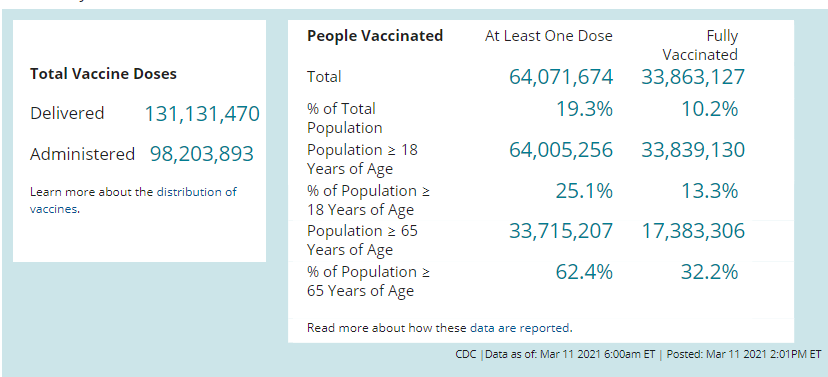 Total Vaccine Doses
Delivered 131,131,470
Administered 98,203,893
Learn more about the distribution of
vaccines.
People Vaccinated At Least One Dose Fully
Vaccinated
Total 64,071,674 33,863,127
% of Total 19.3% 10.2%
Population
Population ≥ 18 64,005,256 33,839,130
Years of Age
% of Population ≥ 25.1% 13.3%
18 Years of Age
Population ≥ 65 33,715,207 17,383,306
Years of Age
% of Population ≥ 62.4% 32.2%
65 Years of Age
Read more about how these data are reported.
CDC |Data as of: Mar 11 2021 6:00am ET | Posted: Mar 11 2021 2:01PM ET